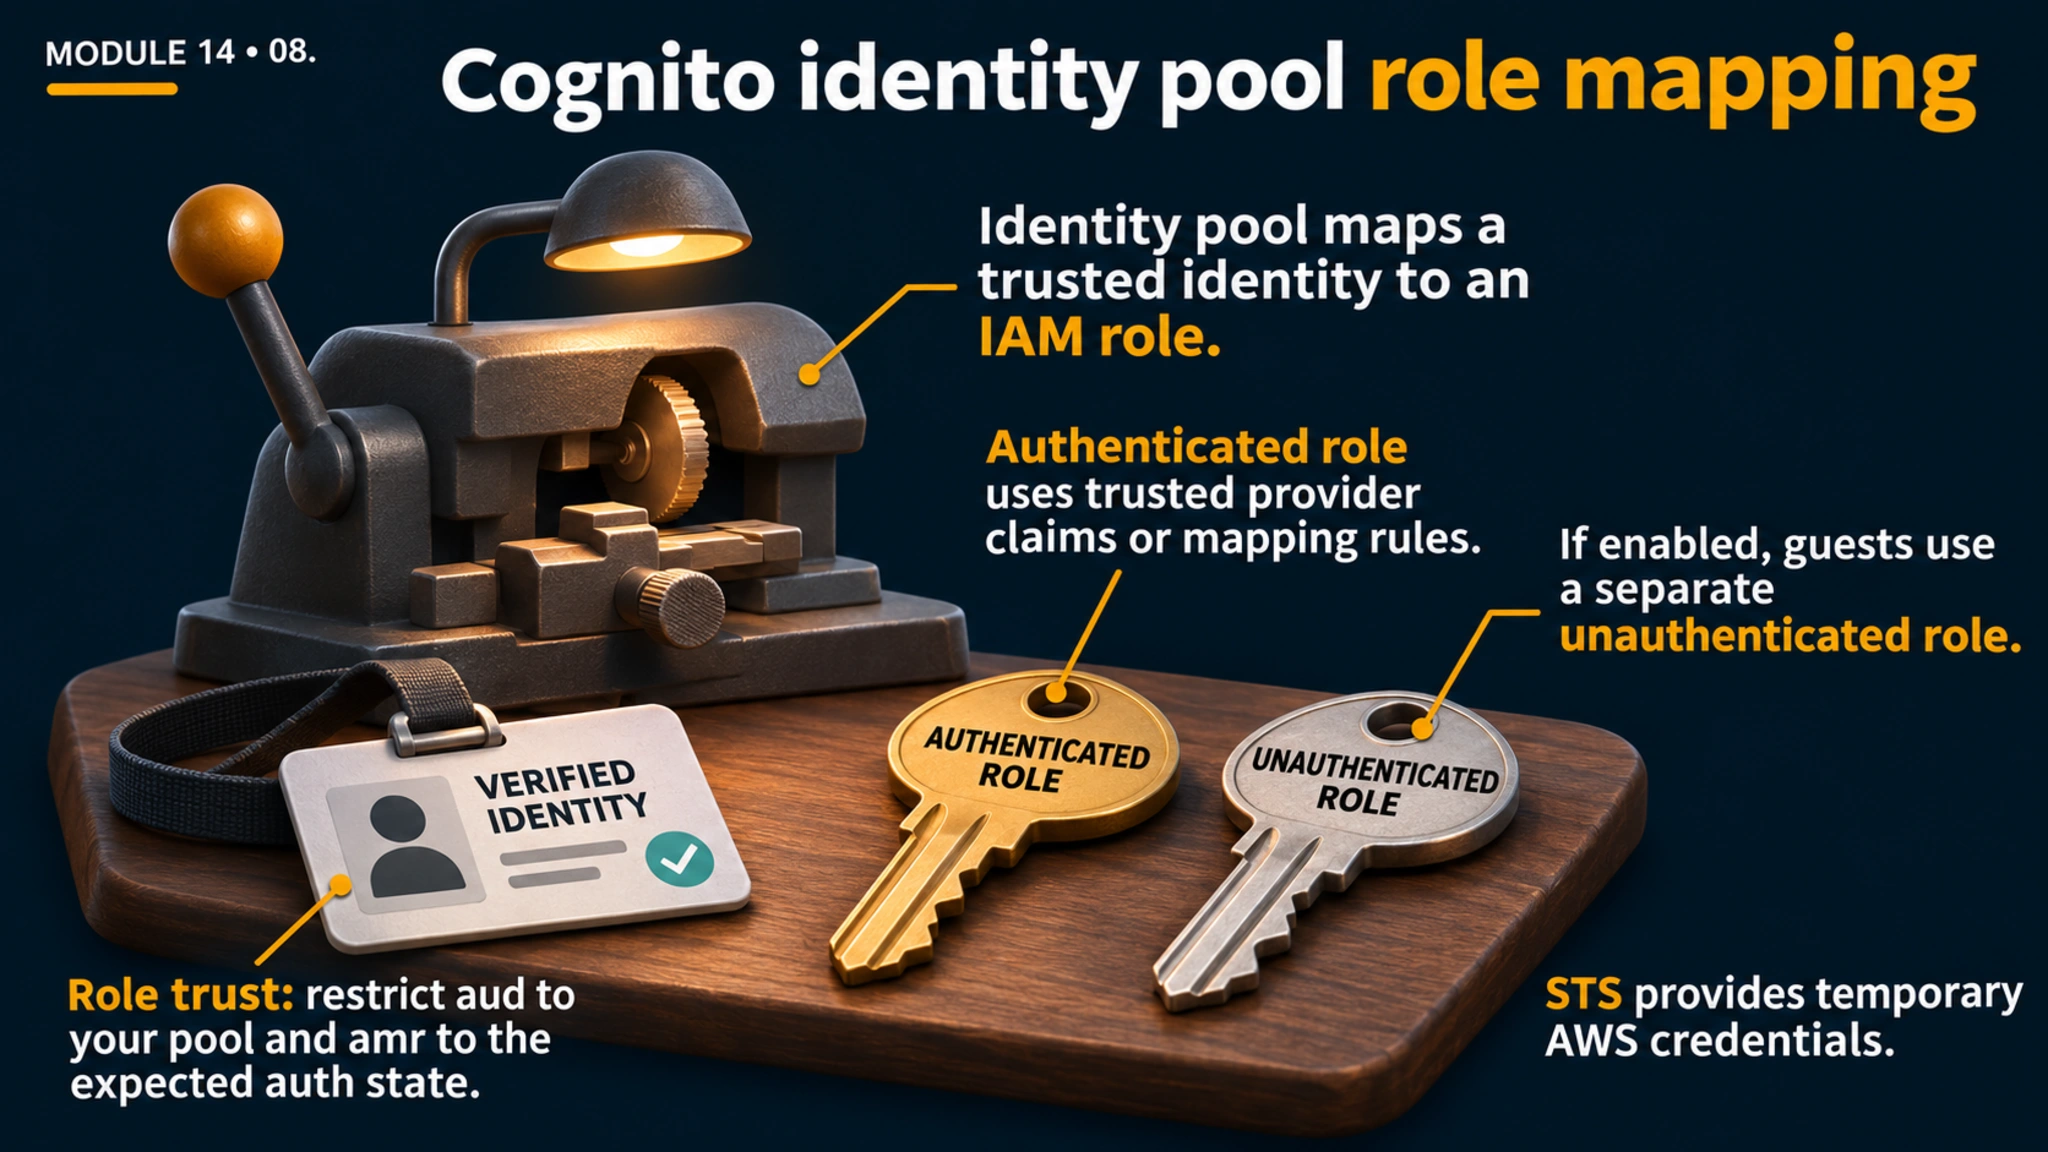 MODULE 14 • 08.
Cognito identity pool role mapping
Identity pool maps a
trusted identity to an
IAM role.
Authenticated role
uses trusted provider
claims or mapping rules.
If enabled, guests use
a separate
unauthenticated role.
VERIFIED
IDENTITY
AUTHENTICATED
ROLE
UNAUTHENTICATED
ROLE
Role trust: restrict aud to
your pool and amr to the
expected auth state.
STS provides temporary
AWS credentials.